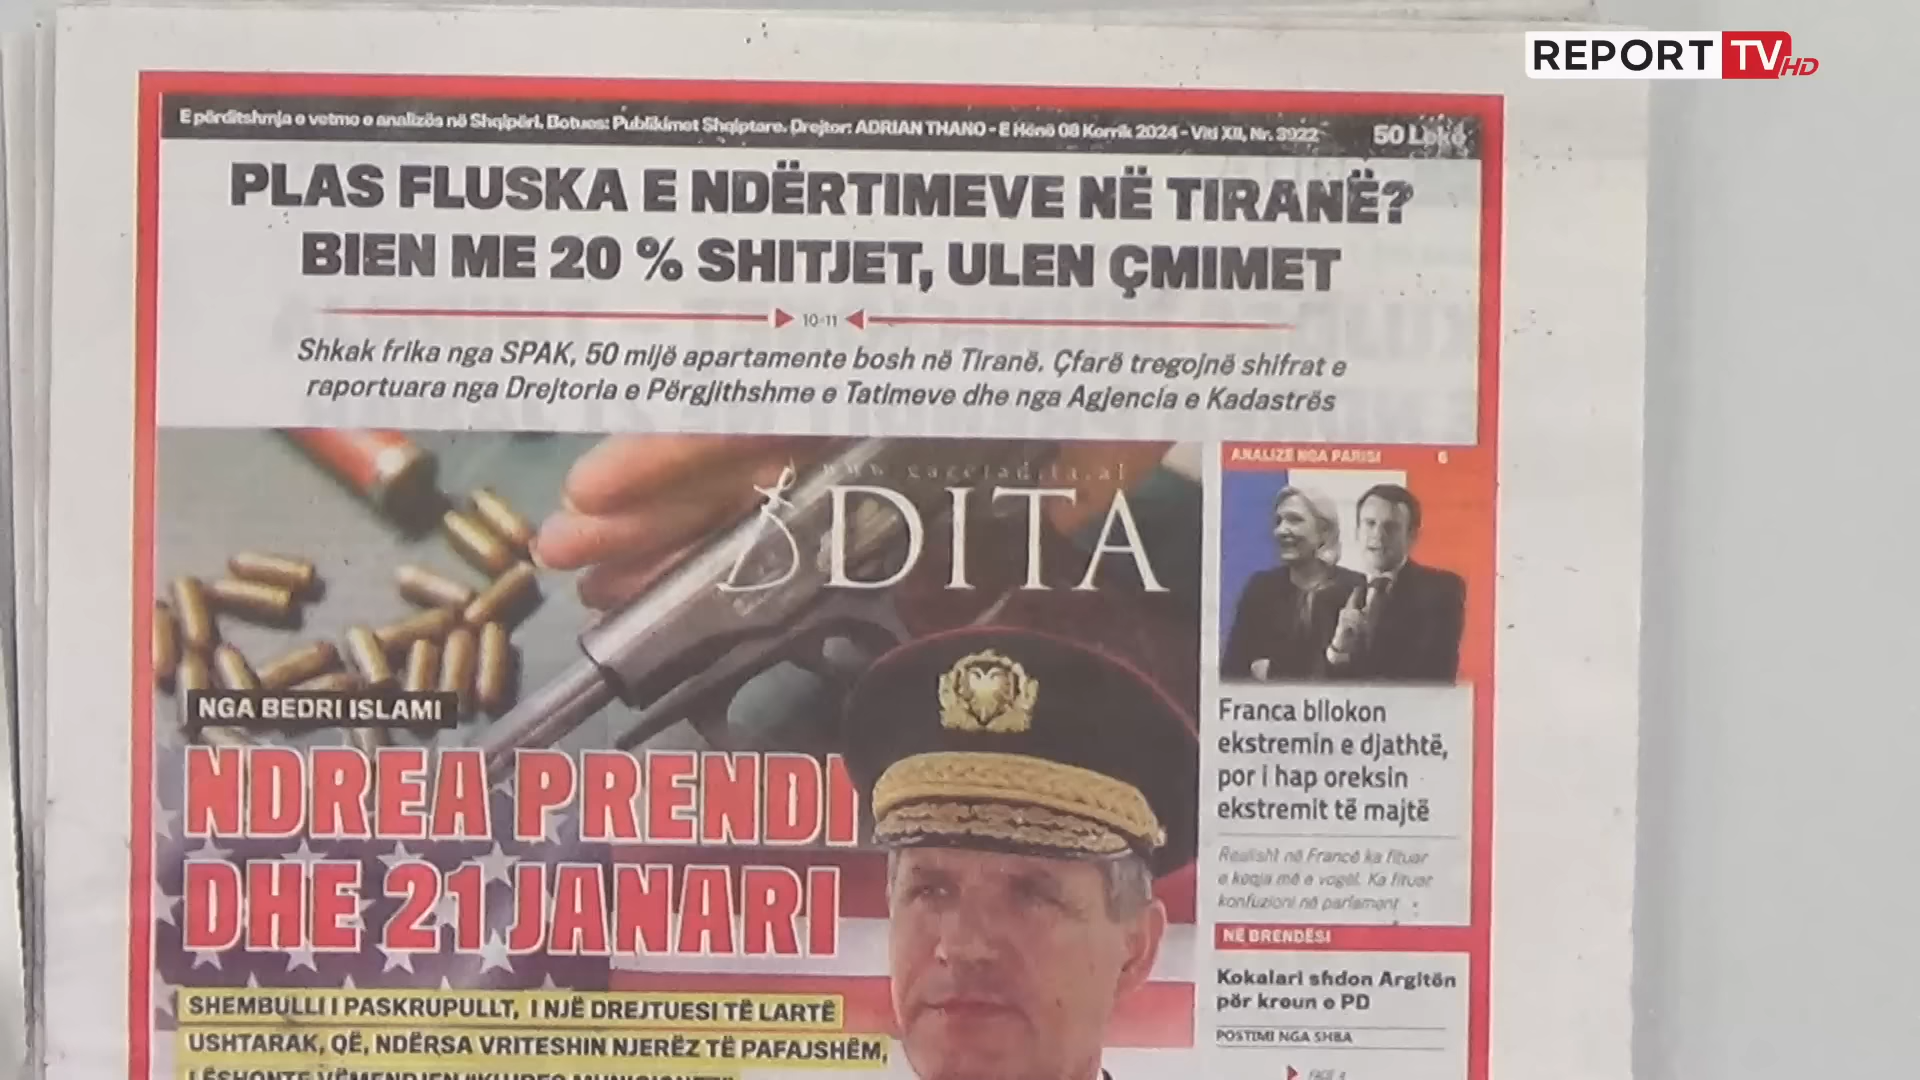 REPORT TV HD
E përditshmja e vetme e analizës në Shqipëri. Botues: Publikimet Shqiptare. Drejtor: ADRIAN THANO - E Hënë 08 Korrik 2024 - Viti XII, Nr. 3922
50 Lekë
PLAS FLUSKA E NDËRTIMEVE NË TIRANË?
BIEN ME 20 % SHITJET, ULEN ÇMIMET
10-11
Shkak frika nga SPAK, 50 mijë apartamente bosh në Tiranë. Çfarë tregojnë shifrat e
raportuara nga Drejtoria e Përgjithshme e Tatimeve dhe nga Agjencia e Kadastrës
www.gazetadita.al
DITA
ANALIZË NGA PARISI 6
NGA BEDRI ISLAMI
NDREA PRENDI
DHE 21 JANARI
SHEMBULLI I PASKRUPULLT, I NJË DREJTUESI TË LARTË
USHTARAK, QË, NDËRSA VRITESHIN NJERËZ TË PAFAJSHËM,
Franca bllokon
ekstremin e djathtë,
por i hap oreksin
ekstremit të majtë
Realisht në Francë ka fituar
e keqja më e vogël. Ka fituar
konfuzioni në parlament
NË BRENDËSI
Kokalari sfidon Argitën
për kreun e PD
POSTIMI NGA SHBA